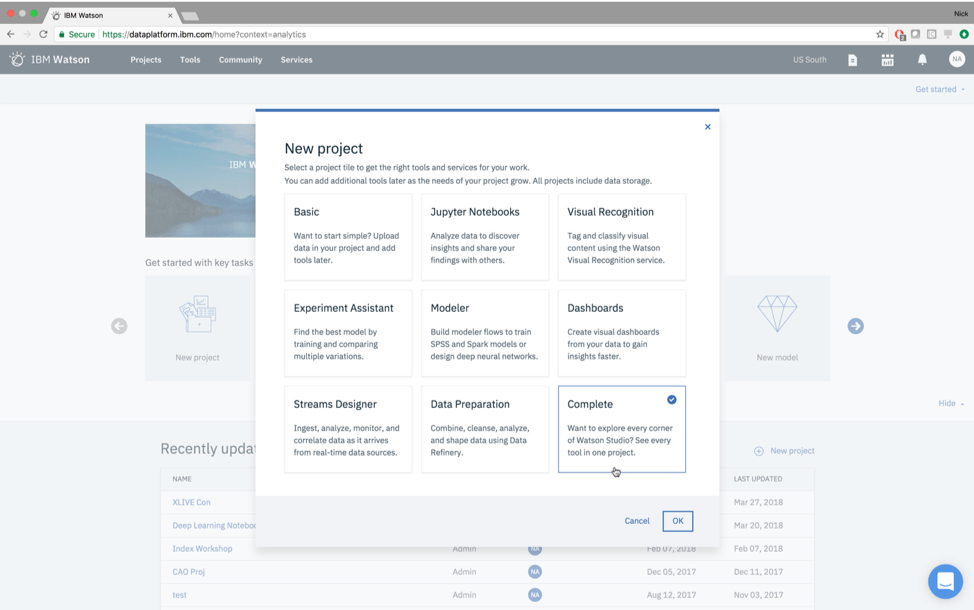 IBM Watson
Nick
Secure https://dataplatform.ibm.com/home?context=analytics
IBM Watson
Projects
Tools
Community
Services
US South
NA
Get started
IBM W
New project
Select a project tile to get the right tools and services for your work.
You can add additional tools later as the needs of your project grow. All projects include data storage.
Basic
Want to start simple? Upload
data in your project and add
tools later.
Jupyter Notebooks
Analyze data to discover
insights and share your
findings with others.
Visual Recognition
Tag and classify visual
content using the Watson
Visual Recognition service.
Get started with key tasks
New project
New model
Experiment Assistant
Find the best model by
training and comparing
multiple variations.
Modeler
Build modeler flows to train
SPSS and Spark models or
design deep neural networks.
Dashboards
Create visual dashboards
from your data to gain
insights faster.
Streams Designer
Ingest, analyze, monitor, and
correlate data as it arrives
from real-time data sources.
Data Preparation
Combine, cleanse, analyze,
and shape data using Data
Refinery.
Complete
Want to explore every corner
of Watson Studio? See every
tool in one project.
Hide
Recently updat
New project
NAME
LAST UPDATED
XLIVE Con
Mar 27, 2018
Deep Learning Noteboo
Mar 20, 2018
Cancel
OK
Index Workshop
Admin
NA
Feb 07, 2018
Feb 07, 2018
CAO Proj
Admin
NA
Dec 05, 2017
Dec 11, 2017
test
Admin
NA
Aug 12, 2017
Nov 03, 2017